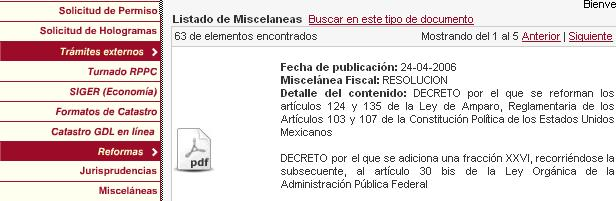 Bienve
Solicitud de Permiso
Solicitud de Hologramas
Trámites externos
Turnado RPPC
SIGER (Economía)
Formatos de Catastro
Catastro GDL en línea
Reformas
Jurisprudencias
Misceláneas
Listado de Miscelaneas Buscar en este tipo de documento
63 de elementos encontrados Mostrando del 1 al 5 Anterior | Siguiente
Fecha de publicación: 24-04-2006
Miscelánea Fiscal: RESOLUCION
Detalle del contenido: DECRETO por el que se reforman los
artículos 124 y 135 de la Ley de Amparo, Reglamentaria de los
Artículos 103 y 107 de la Constitución Política de los Estados Unidos
Mexicanos
DECRETO por el que se adiciona una fracción XXVI, recorriéndose la
subsecuente, al artículo 30 bis de la Ley Orgánica de la
Administración Pública Federal
pdf